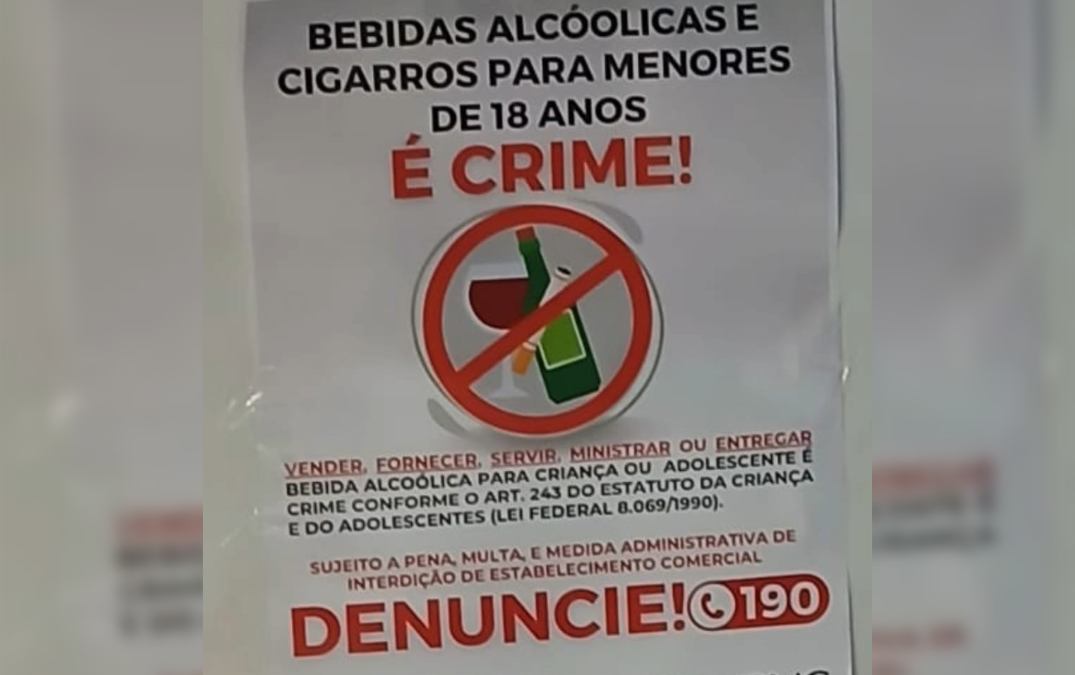 BEBIDAS ALCÓOLICAS E
CIGARROS PARA MENORES
DE 18 ANOS
É CRIME!
VENDER, FORNECER, SERVIR, MINISTRAR OU ENTREGAR
BEBIDA ALCOÓLICA PARA CRIANÇA OU ADOLESCENTE É
CRIME CONFORME O ART. 243 DO ESTATUTO DA CRIANÇA
E DO ADOLESCENTES (LEI FEDERAL 8.069/1990).
SUJEITO A PENA, MULTA, E MEDIDA ADMINISTRATIVA DE
INTERDIÇÃO DE ESTABELECIMENTO COMERCIAL
DENUNCIE! 190